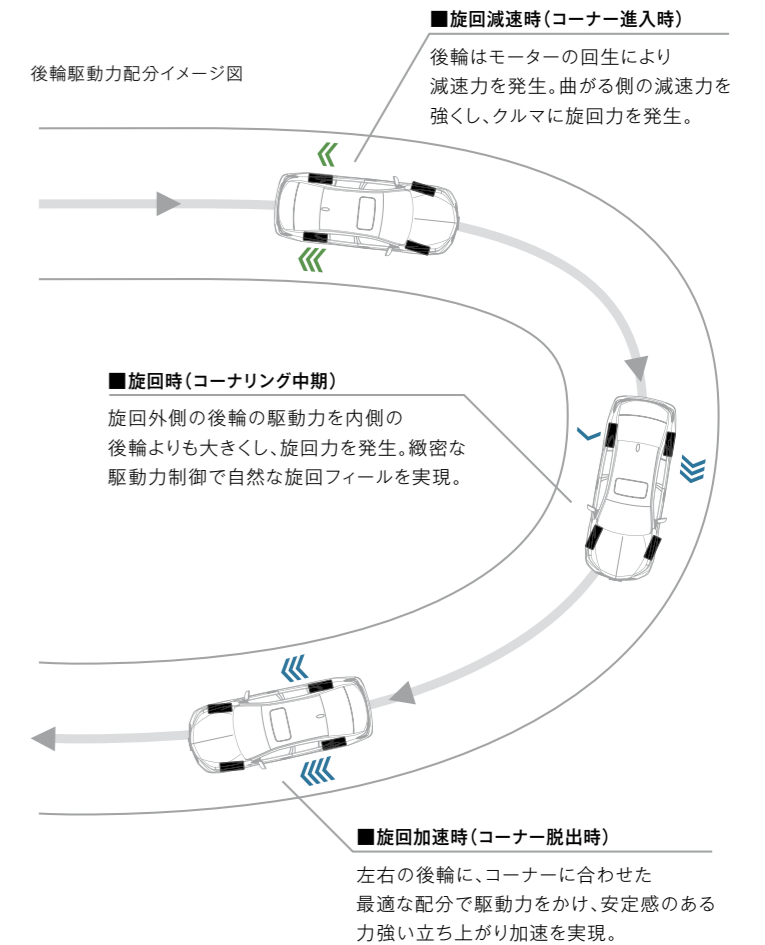 ■旋回減速時（コーナー進入時）
後輪はモーターの回生により
減速力を発生。曲がる側の減速力を
強くし、クルマに旋回力を発生。
後輪駆動力配分イメージ図
■旋回時（コーナリング中期）
旋回外側の後輪の駆動力を内側の
後輪よりも大きくし、旋回力を発生。緻密な
駆動力制御で自然な旋回フィールを実現。
■旋回加速時（コーナー脱出時）
左右の後輪に、コーナーに合わせた
最適な配分で駆動力をかけ、安定感のある
力強い立ち上がり加速を実現。